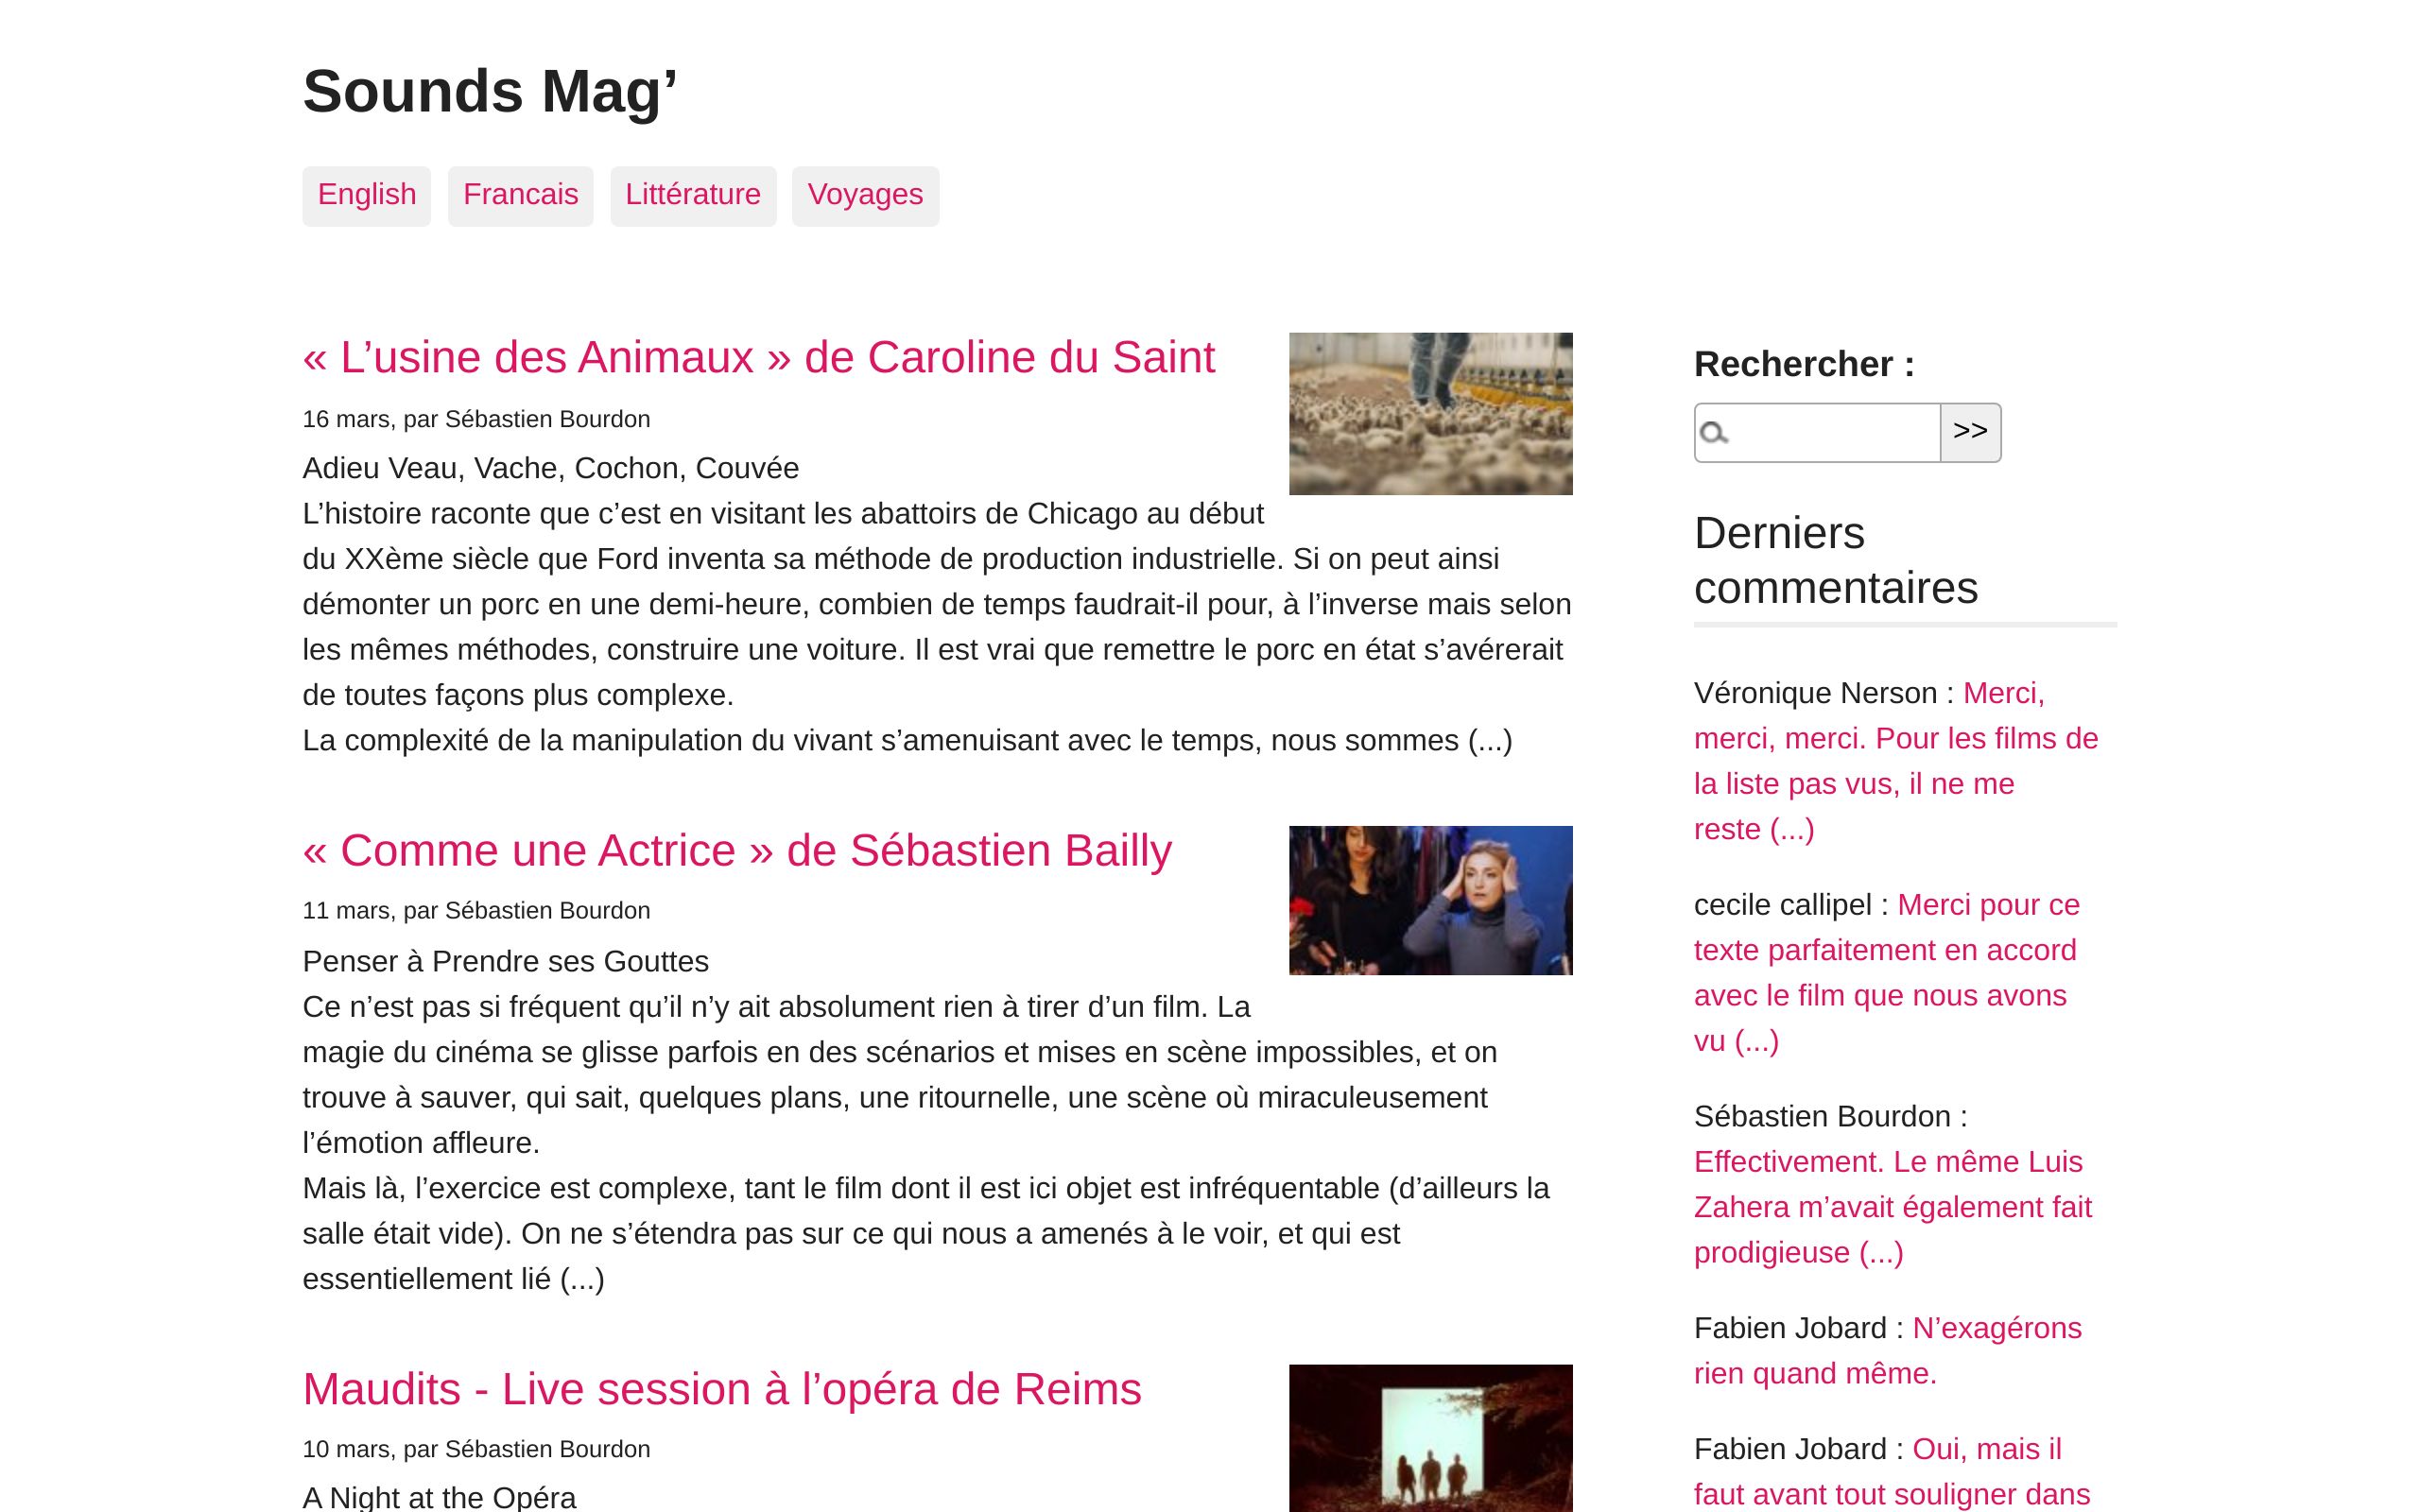 Sounds Mag’
English
Francais
Littérature
Voyages
« L’usine des Animaux » de Caroline du Saint
16 mars, par Sébastien Bourdon
Adieu Veau, Vache, Cochon, Couvée
L’histoire raconte que c’est en visitant les abattoirs de Chicago au début
du XXème siècle que Ford inventa sa méthode de production industrielle. Si on peut ainsi
démonter un porc en une demi-heure, combien de temps faudrait-il pour, à l’inverse mais selon
les mêmes méthodes, construire une voiture. Il est vrai que remettre le porc en état s’avérerait
de toutes façons plus complexe.
La complexité de la manipulation du vivant s’amenuisant avec le temps, nous sommes (...)
« Comme une Actrice » de Sébastien Bailly
11 mars, par Sébastien Bourdon
Penser à Prendre ses Gouttes
Ce n’est pas si fréquent qu’il n’y ait absolument rien à tirer d’un film. La
magie du cinéma se glisse parfois en des scénarios et mises en scène impossibles, et on
trouve à sauver, qui sait, quelques plans, une ritournelle, une scène où miraculeusement
l’émotion affleure.
Mais là, l’exercice est complexe, tant le film dont il est ici objet est infréquentable (d’ailleurs la
salle était vide). On ne s’étendra pas sur ce qui nous a amenés à le voir, et qui est
essentiellement lié (...)
Maudits - Live session à l’opéra de Reims
10 mars, par Sébastien Bourdon
A Night at the Opéra
Rechercher :
>>
Derniers
commentaires
Véronique Nerson : Merci,
merci, merci. Pour les films de
la liste pas vus, il ne me
reste (...)
cecile callipel : Merci pour ce
texte parfaitement en accord
avec le film que nous avons
vu (...)
Sébastien Bourdon :
Effectivement. Le même Luis
Zahera m’avait également fait
prodigieuse (...)
Fabien Jobard : N’exagérons
rien quand même.
Fabien Jobard : Oui, mais il
faut avant tout souligner dans